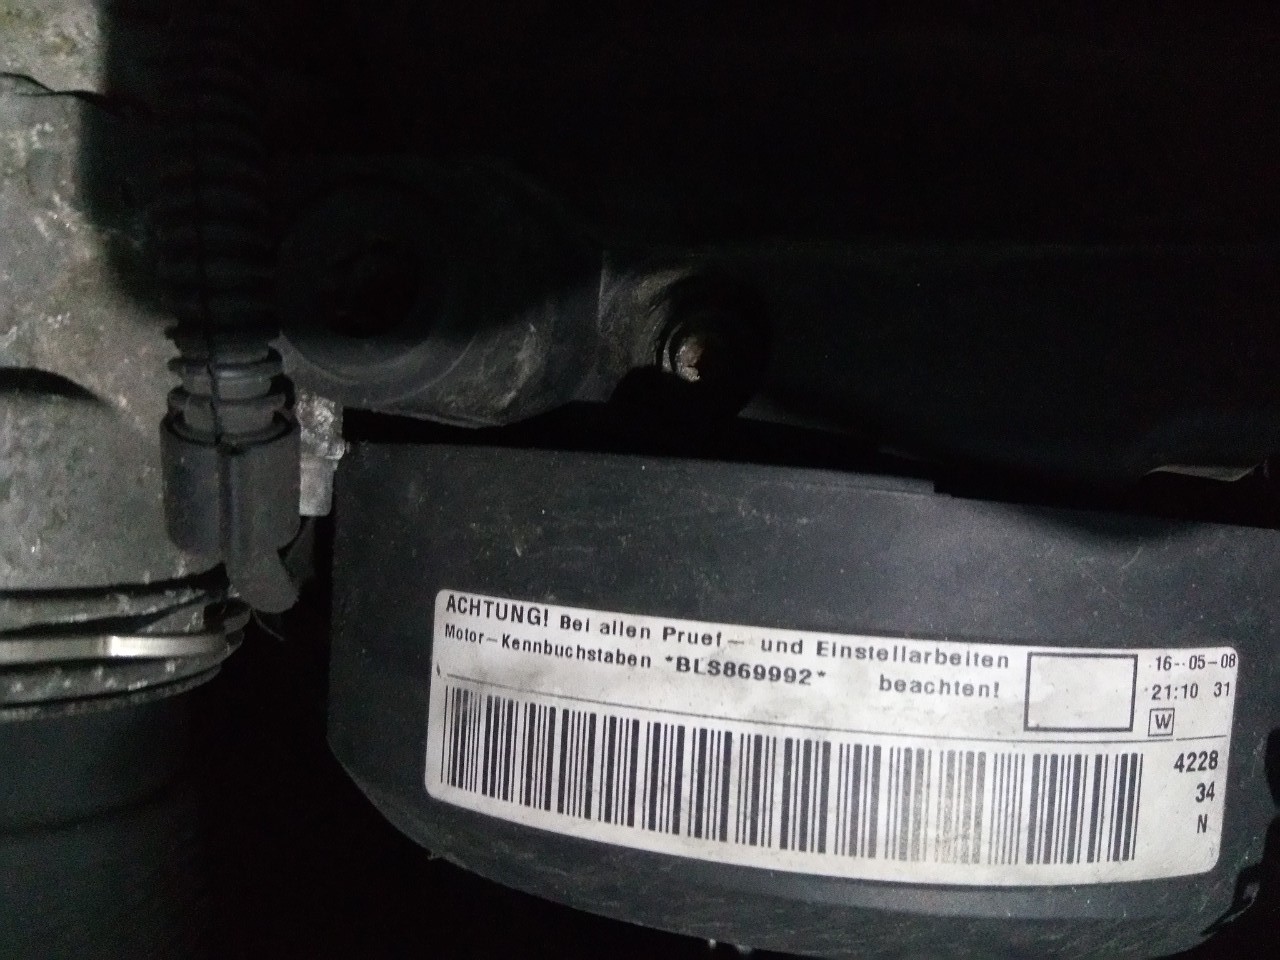 ACHTUNG! Bei allen Pruef- und Einstellarbeiten
Motor-Kennbuchstaben *BLS869992* beachten!
16-05-08
21:10 31
W
4228
34
N